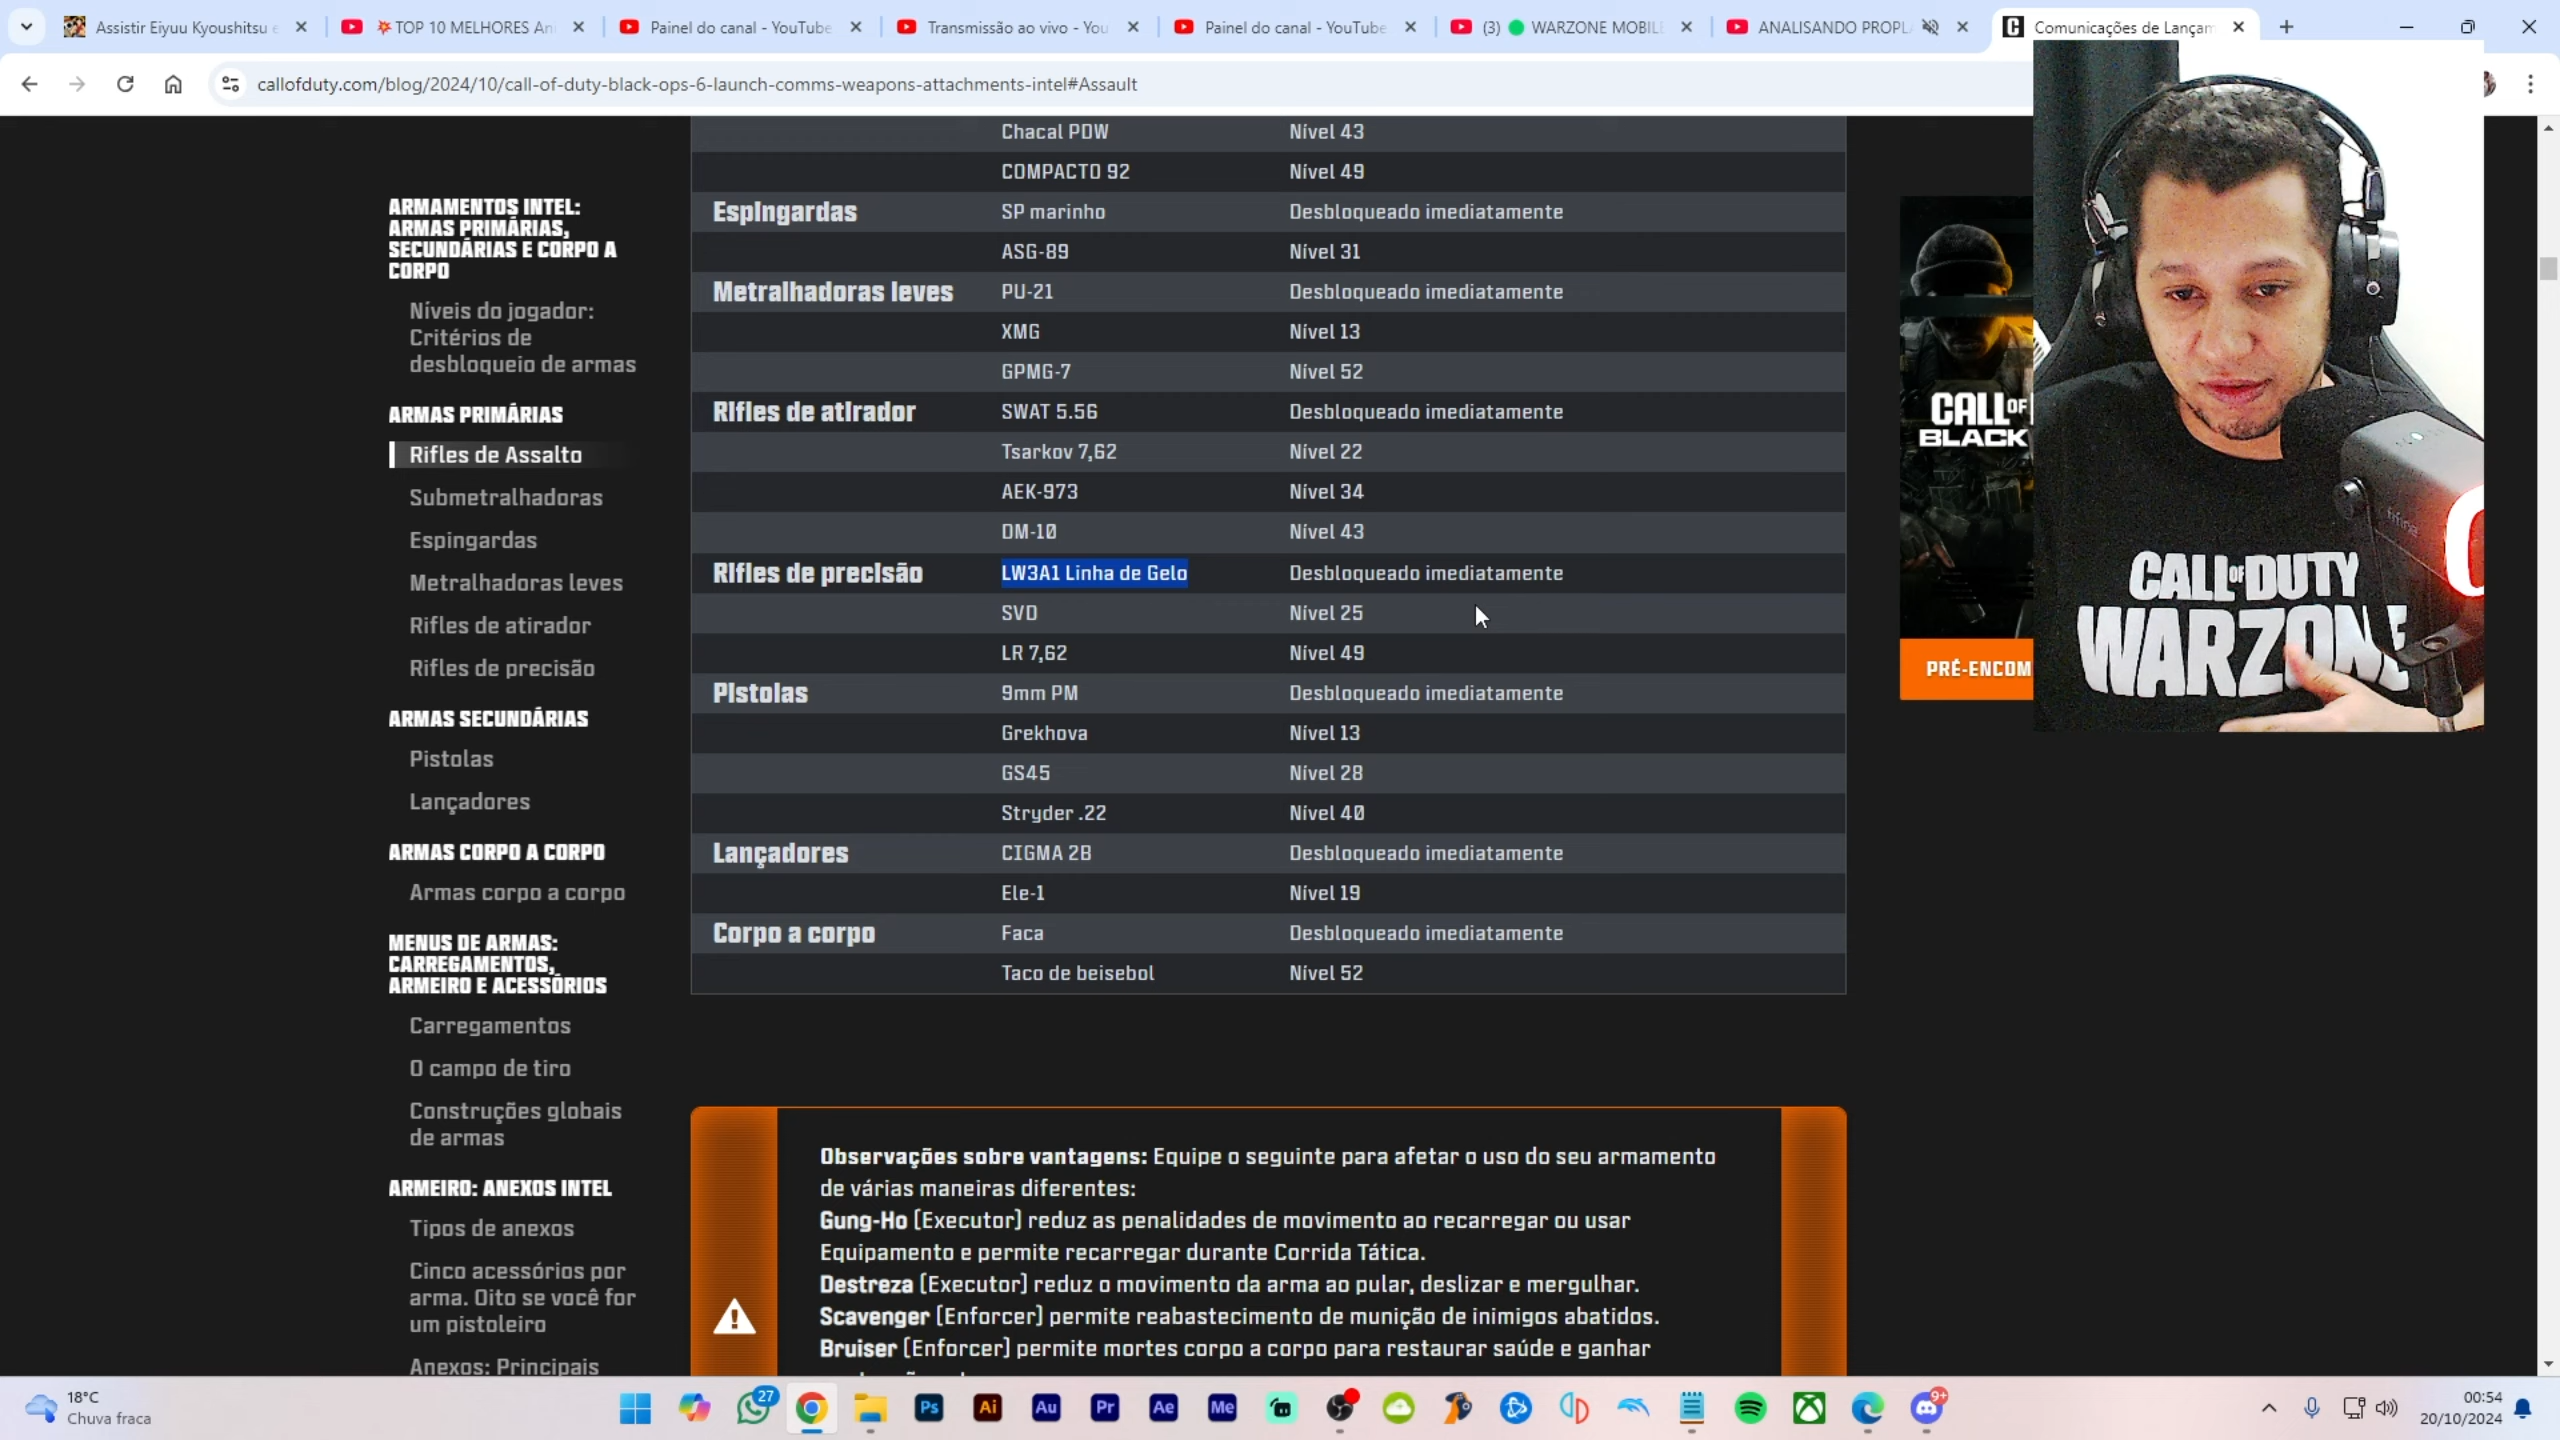 Assistir Eiyuu Kyoushitsu e
TOP 10 MELHORES Ani
Painel do canal - YouTube
Transmissão ao vivo - You
Painel do canal - YouTube
(3) WARZONE MOBILE
ANALISANDO PROPLA
Comunicações de Lançam
callofduty.com/blog/2024/10/call-of-duty-black-ops-6-launch-comms-weapons-attachments-intel#Assault
ARMAMENTOS INTEL:
ARMAS PRIMÁRIAS,
SECUNDÁRIAS E CORPO A
CORPO
Níveis do jogador:
Critérios de
desbloqueio de armas
ARMAS PRIMÁRIAS
Rifles de Assalto
Submetralhadoras
Espingardas
Metralhadoras leves
Rifles de atirador
Rifles de precisão
ARMAS SECUNDÁRIAS
Pistolas
Lançadores
ARMAS CORPO A CORPO
Armas corpo a corpo
MENUS DE ARMAS:
CARREGAMENTOS,
ARMEIRO E ACESSÓRIOS
Carregamentos
O campo de tiro
Construções globais
de armas
ARMEIRO: ANEXOS INTEL
Tipos de anexos
Cinco acessórios por
arma. Oito se você for
um pistoleiro
Anexos: Principais
Chacal PDW Nível 43
COMPACTO 92 Nível 49
Espingardas SP marinho Desbloqueado imediatamente
ASG-89 Nível 31
Metralhadoras leves PU-21 Desbloqueado imediatamente
XMG Nível 13
GPMG-7 Nível 52
Rifles de atirador SWAT 5.56 Desbloqueado imediatamente
Tsarkov 7,62 Nível 22
AEK-973 Nível 34
DM-10 Nível 43
Rifles de precisão LW3A1 Linha de Gelo Desbloqueado imediatamente
SVD Nível 25
LR 7,62 Nível 49
Pistolas 9mm PM Desbloqueado imediatamente
Grekhova Nível 13
GS45 Nível 28
Stryder .22 Nível 40
Lançadores CIGMA 2B Desbloqueado imediatamente
Ele-1 Nível 19
Corpo a corpo Faca Desbloqueado imediatamente
Taco de beisebol Nível 52
Observações sobre vantagens: Equipe o seguinte para afetar o uso do seu armamento
de várias maneiras diferentes:
Gung-Ho [Executor] reduz as penalidades de movimento ao recarregar ou usar
Equipamento e permite recarregar durante Corrida Tática.
Destreza [Executor] reduz o movimento da arma ao pular, deslizar e mergulhar.
Scavenger [Enforcer] permite reabastecimento de munição de inimigos abatidos.
Bruiser [Enforcer] permite mortes corpo a corpo para restaurar saúde e ganhar
CALL OF
BLACK
PRÉ-ENCOM
CALL OF DUTY
WARZONE
fifine
18°C
Chuva fraca
27
Ps
Ai
Au
Pr
Ae
Me
9+
00:54
20/10/2024